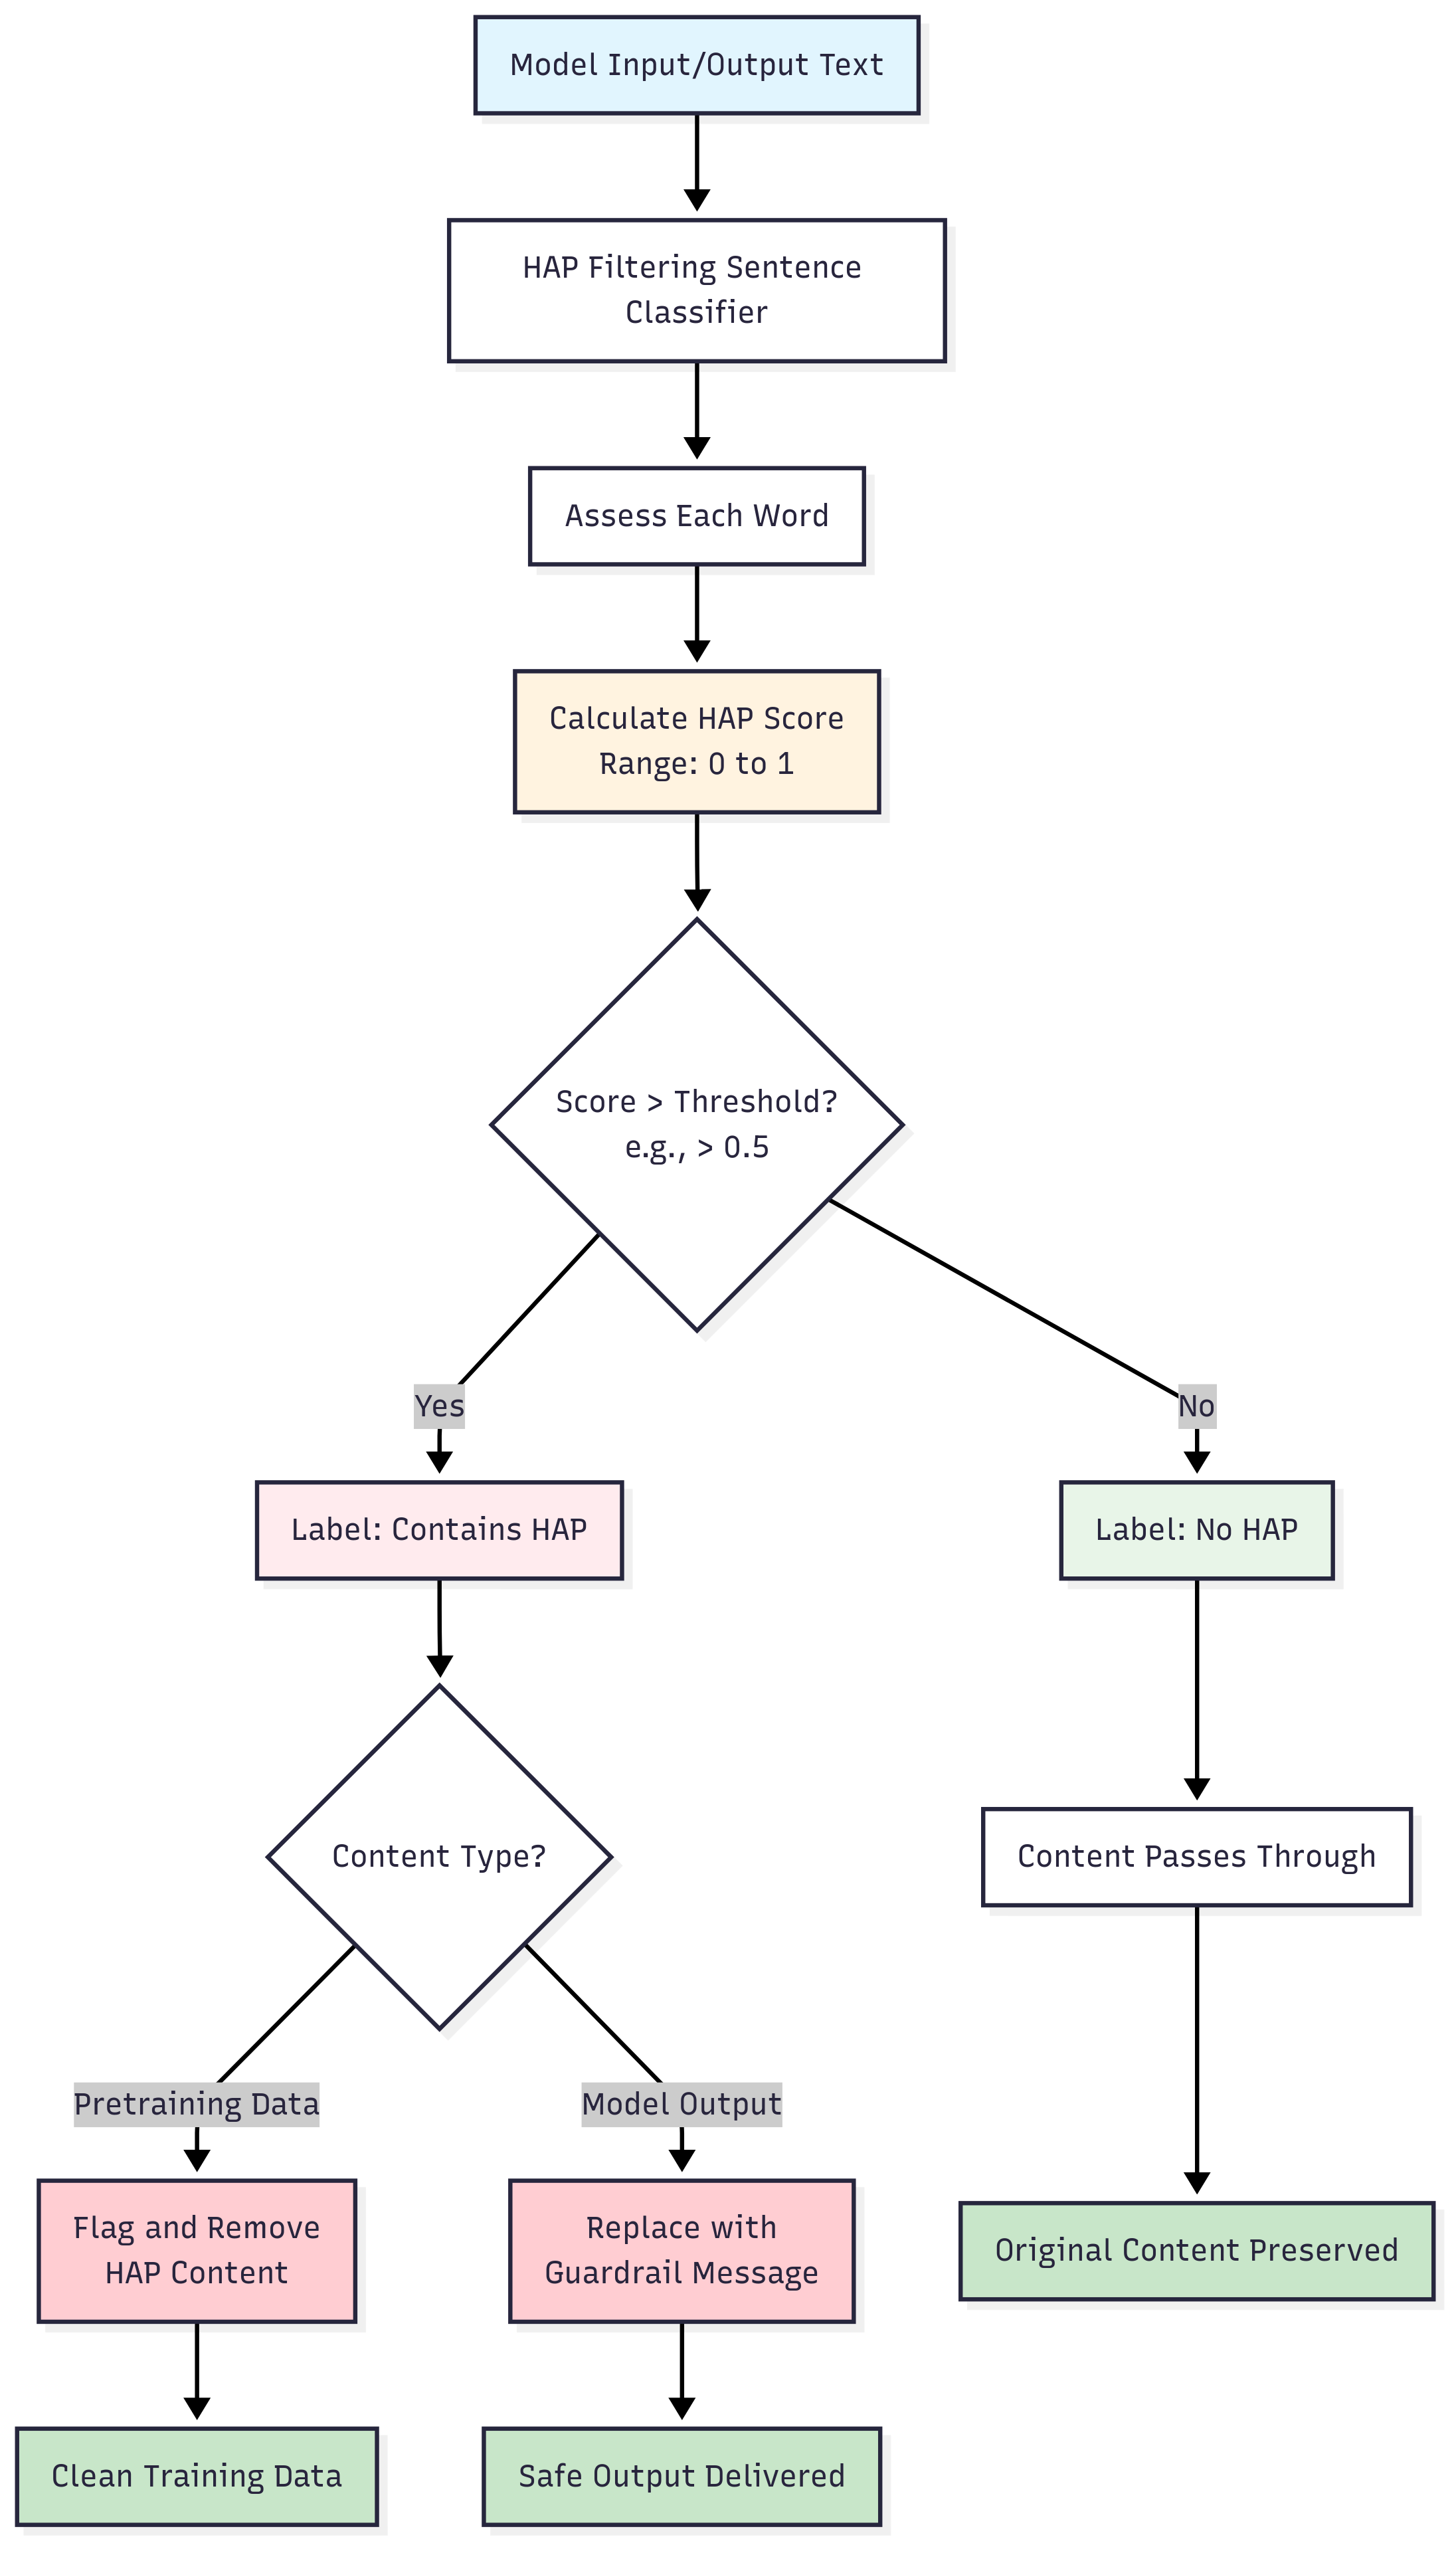 Model Input/Output Text
HAP Filtering Sentence
Classifier
Assess Each Word
Calculate HAP Score
Range: 0 to 1
Score > Threshold?
e.g., > 0.5
Yes
No
Label: Contains HAP
Label: No HAP
Content Type?
Content Passes Through
Pretraining Data
Model Output
Flag and Remove
HAP Content
Replace with
Guardrail Message
Original Content Preserved
Clean Training Data
Safe Output Delivered